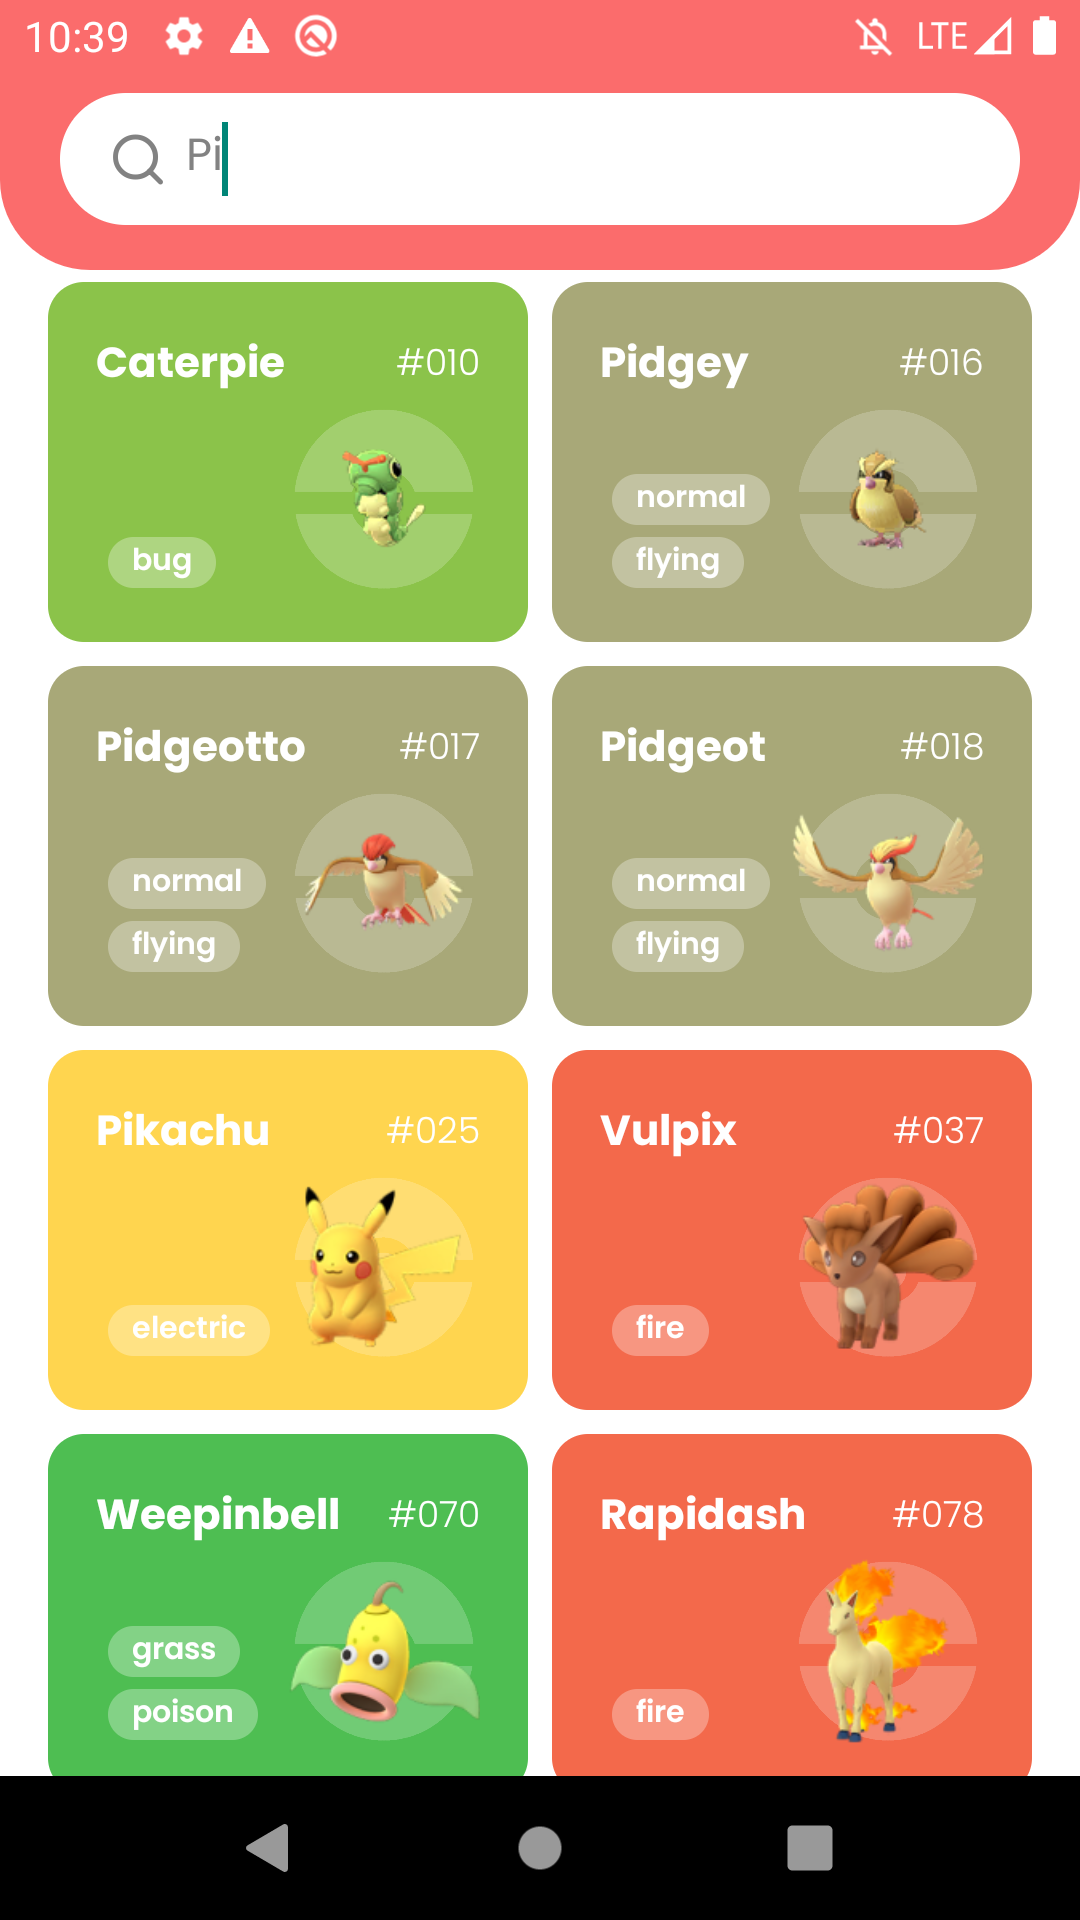 10:39 LTE
Pi
Caterpie #010
bug
Pidgey #016
normal
flying
Pidgeotto #017
normal
flying
Pidgeot #018
normal
flying
Pikachu #025
electric
Vulpix #037
fire
Weepinbell #070
grass
poison
Rapidash #078
fire